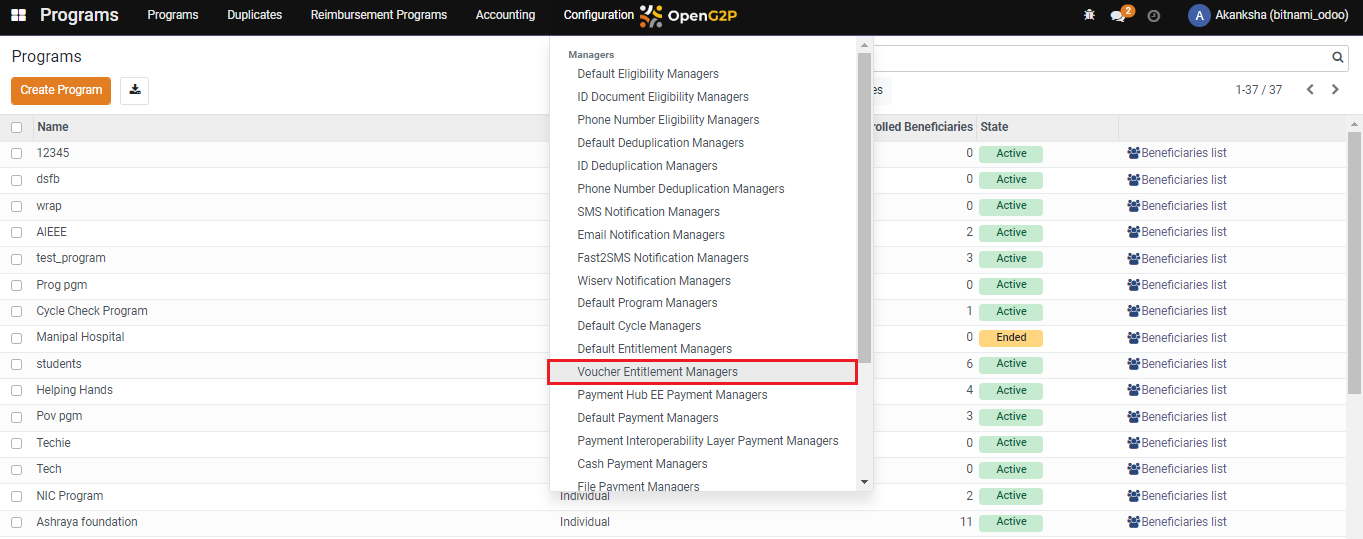 Programs Programs Duplicates Reimbursement Programs Accounting Configuration OpenG2P 2 A Akanksha (bitnami_odoo)
Programs
Create Program
es
1-37 / 37
Managers
Default Eligibility Managers
ID Document Eligibility Managers
Phone Number Eligibility Managers
Default Deduplication Managers
ID Deduplication Managers
Phone Number Deduplication Managers
SMS Notification Managers
Email Notification Managers
Fast2SMS Notification Managers
Wiserv Notification Managers
Default Program Managers
Default Cycle Managers
Default Entitlement Managers
Voucher Entitlement Managers
Payment Hub EE Payment Managers
Default Payment Managers
Payment Interoperability Layer Payment Managers
Cash Payment Managers
File Payment Managers
Name rolled Beneficiaries State
12345 0 Active Beneficiaries list
dsfb 0 Active Beneficiaries list
wrap 0 Active Beneficiaries list
AIEEE 2 Active Beneficiaries list
test_program 3 Active Beneficiaries list
Prog pgm 0 Active Beneficiaries list
Cycle Check Program 1 Active Beneficiaries list
Manipal Hospital 0 Ended Beneficiaries list
students 6 Active Beneficiaries list
Helping Hands 4 Active Beneficiaries list
Pov pgm 3 Active Beneficiaries list
Techie 0 Active Beneficiaries list
Tech 0 Active Beneficiaries list
NIC Program Individual 2 Active Beneficiaries list
Ashraya foundation Individual 11 Active Beneficiaries list